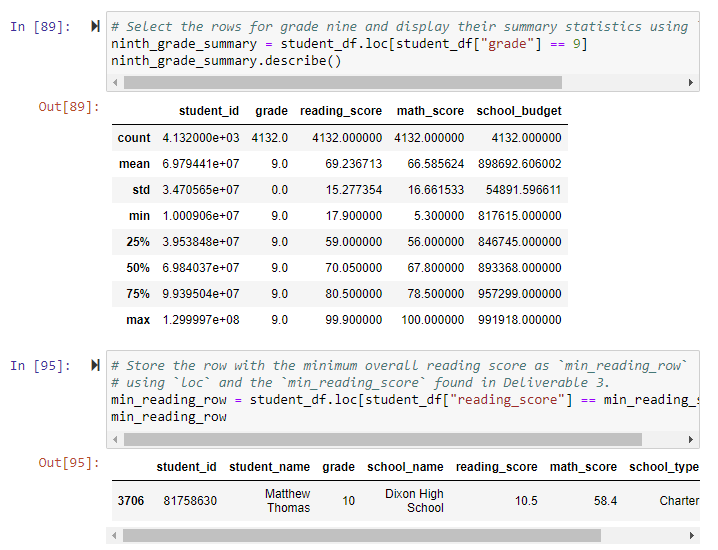 In [89]:
# Select the rows for grade nine and display their summary statistics using `
ninth_grade_summary = student_df.loc[student_df["grade"] == 9]
ninth_grade_summary.describe()
Out[89]:
student_id grade reading_score math_score school_budget
count 4.132000e+03 4132.0 4132.000000 4132.000000 4132.000000
mean 6.979441e+07 9.0 69.236713 66.585624 898692.606002
std 3.470565e+07 0.0 15.277354 16.661533 54891.596611
min 1.000906e+07 9.0 17.900000 5.300000 817615.000000
25% 3.953848e+07 9.0 59.000000 56.000000 846745.000000
50% 6.984037e+07 9.0 70.050000 67.800000 893368.000000
75% 9.939504e+07 9.0 80.500000 78.500000 957299.000000
max 1.299997e+08 9.0 99.900000 100.000000 991918.000000
In [95]:
# Store the row with the minimum overall reading score as `min_reading_row`
# using `loc` and the `min_reading_score` found in Deliverable 3.
min_reading_row = student_df.loc[student_df["reading_score"] == min_reading_s
min_reading_row
Out[95]:
student_id student_name grade school_name reading_score math_score school_type
3706 81758630 Matthew Thomas 10 Dixon High School 10.5 58.4 Charter